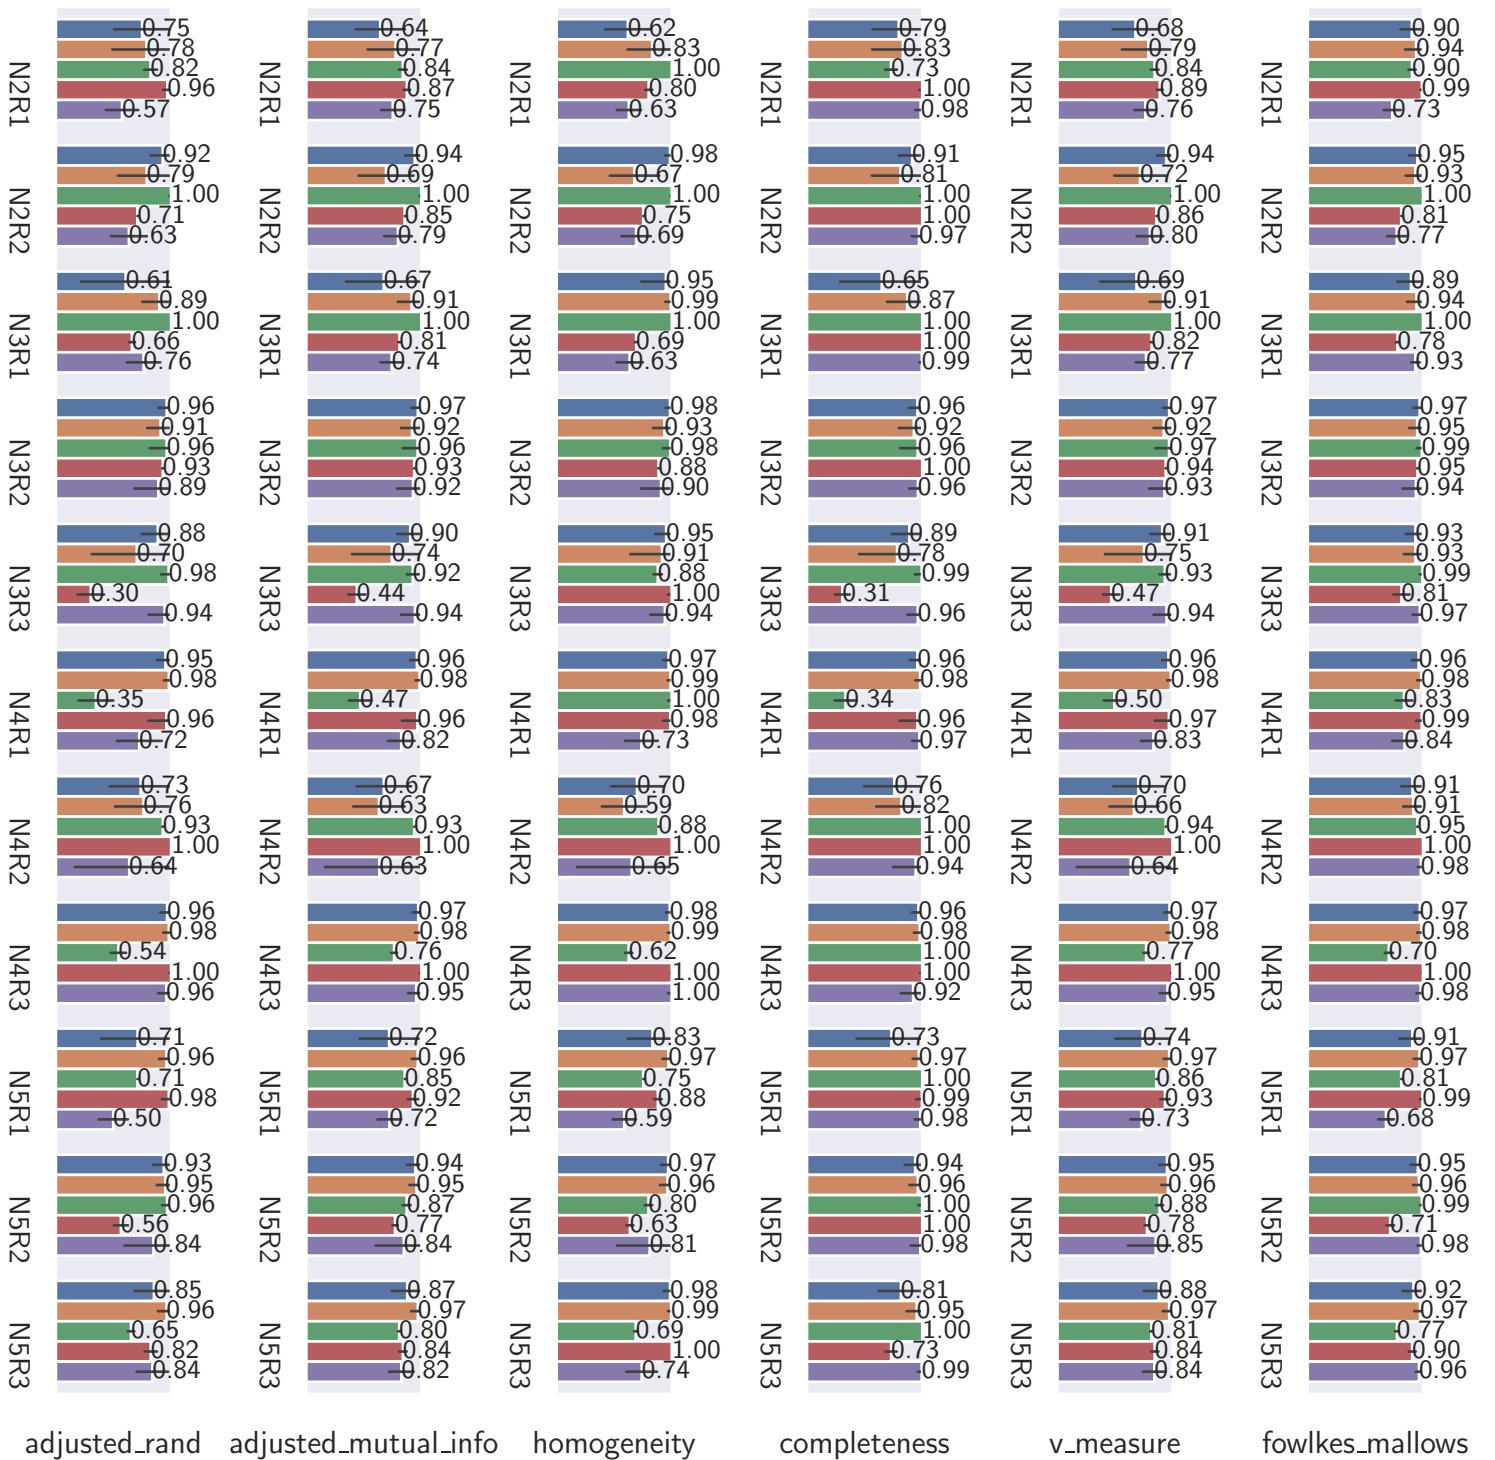 0.75 0.64 0.62 0.79 0.68 0.90
0.78 0.77 0.83 0.83 0.79 0.94
0.82 0.84 1.00 0.73 0.84 0.90
0.96 0.87 0.80 1.00 0.89 0.99
0.57 0.75 0.63 0.98 0.76 0.73
N2R1 N2R1 N2R1 N2R1 N2R1 N2R1
0.92 0.94 0.98 0.91 0.94 0.95
0.79 0.69 0.67 0.81 0.72 0.93
1.00 1.00 1.00 1.00 1.00 1.00
0.71 0.85 0.75 1.00 0.86 0.81
0.63 0.79 0.69 0.97 0.80 0.77
N2R2 N2R2 N2R2 N2R2 N2R2 N2R2
0.61 0.67 0.95 0.65 0.69 0.89
0.89 0.91 0.99 0.87 0.91 0.94
1.00 1.00 1.00 1.00 1.00 1.00
0.66 0.81 0.69 1.00 0.82 0.78
0.76 0.74 0.63 0.99 0.77 0.93
N3R1 N3R1 N3R1 N3R1 N3R1 N3R1
0.96 0.97 0.98 0.96 0.97 0.97
0.91 0.92 0.93 0.92 0.92 0.95
0.96 0.96 0.98 0.96 0.97 0.99
0.93 0.93 0.88 1.00 0.94 0.95
0.89 0.92 0.90 0.96 0.93 0.94
N3R2 N3R2 N3R2 N3R2 N3R2 N3R2
0.88 0.90 0.95 0.89 0.91 0.93
0.70 0.74 0.91 0.78 0.75 0.93
0.98 0.92 0.88 0.99 0.93 0.99
0.30 0.44 1.00 0.31 0.47 0.81
0.94 0.94 0.94 0.96 0.94 0.97
N3R3 N3R3 N3R3 N3R3 N3R3 N3R3
0.95 0.96 0.97 0.96 0.96 0.96
0.98 0.98 0.99 0.98 0.98 0.98
0.35 0.47 1.00 0.34 0.50 0.83
0.96 0.96 0.98 0.96 0.97 0.99
0.72 0.82 0.73 0.97 0.83 0.84
N4R1 N4R1 N4R1 N4R1 N4R1 N4R1
0.73 0.67 0.70 0.76 0.70 0.91
0.76 0.63 0.59 0.82 0.66 0.91
0.93 0.93 0.88 1.00 0.94 0.95
1.00 1.00 1.00 1.00 1.00 1.00
0.64 0.63 0.65 0.94 0.64 0.98
N4R2 N4R2 N4R2 N4R2 N4R2 N4R2
0.96 0.97 0.98 0.96 0.97 0.97
0.98 0.98 0.99 0.98 0.98 0.98
0.54 0.76 0.62 1.00 0.77 0.70
1.00 1.00 1.00 1.00 1.00 1.00
0.96 0.95 1.00 0.92 0.95 0.98
N4R3 N4R3 N4R3 N4R3 N4R3 N4R3
0.71 0.72 0.83 0.73 0.74 0.91
0.96 0.96 0.97 0.97 0.97 0.97
0.71 0.85 0.75 1.00 0.86 0.81
0.98 0.92 0.88 0.99 0.93 0.99
0.50 0.72 0.59 0.98 0.73 0.68
N5R1 N5R1 N5R1 N5R1 N5R1 N5R1
0.93 0.94 0.97 0.94 0.95 0.95
0.95 0.95 0.96 0.96 0.96 0.96
0.96 0.87 0.80 1.00 0.88 0.99
0.56 0.77 0.63 1.00 0.78 0.71
0.84 0.84 0.81 0.98 0.85 0.98
N5R2 N5R2 N5R2 N5R2 N5R2 N5R2
0.85 0.87 0.98 0.81 0.88 0.92
0.96 0.97 0.99 0.95 0.97 0.97
0.65 0.80 0.69 1.00 0.81 0.77
0.82 0.84 1.00 0.73 0.84 0.90
0.84 0.82 0.74 0.99 0.84 0.96
N5R3 N5R3 N5R3 N5R3 N5R3 N5R3
adjusted_rand adjusted_mutual_info homogeneity completeness v_measure fowlkes_mallows